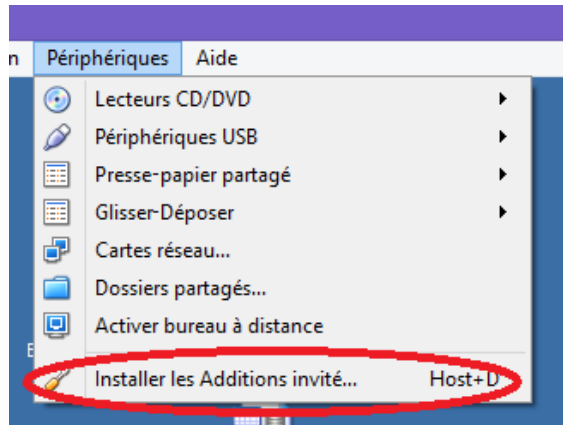 n Périphériques Aide
Lecteurs CD/DVD
Périphériques USB
Presse-papier partagé
Glisser-Déposer
Cartes réseau...
Dossiers partagés...
Activer bureau à distance
Installer les Additions invité... Host+D